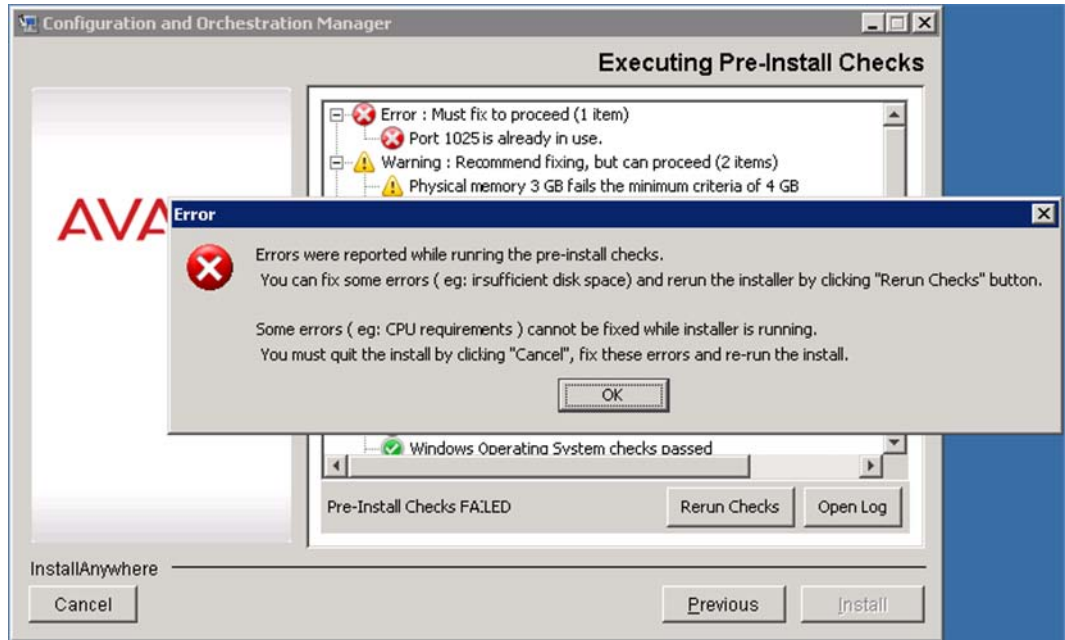 Configuration and Orchestration Manager
Executing Pre-Install Checks
Error : Must fix to proceed (1 item)
Port 1025 is already in use.
Warning : Recommend fixing, but can proceed (2 items)
Physical memory 3 GB fails the minimum criteria of 4 GB
AVA
Error
Errors were reported while running the pre-install checks.
You can fix some errors ( eg: insufficient disk space) and rerun the installer by clicking "Rerun Checks" button.
Some errors ( eg: CPU requirements ) cannot be fixed while installer is running.
You must quit the install by clicking "Cancel", fix these errors and re-run the install.
OK
Windows Operating System checks passed
Pre-Install Checks FAILED
Rerun Checks
Open Log
InstallAnywhere
Cancel
Previous
Install